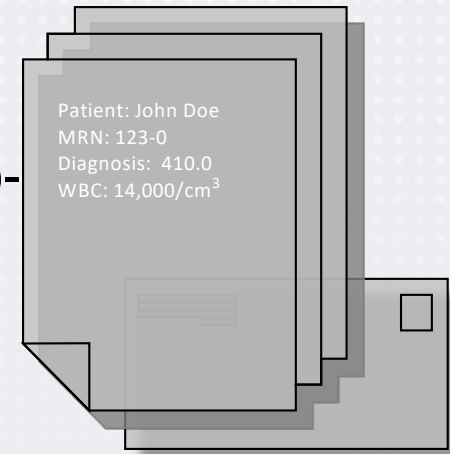 Patient: John Doe
MRN: 123-0
Diagnosis:  410.0
WBC: 14,000/cm³